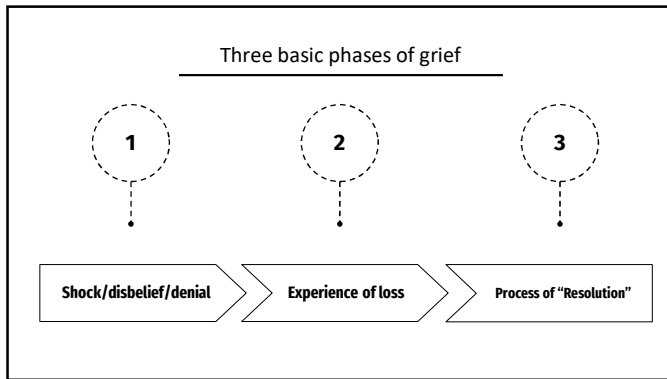 Three basic phases of grief
1
2
3
Shock/disbelief/denial
Experience of loss
Process of “Resolution”